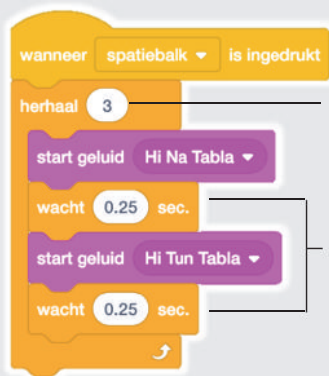 wanneer spatiebalk is ingedrukt
herhaal 3
start geluid Hi Na Tabla
wacht 0.25 sec.
start geluid Hi Tun Tabla
wacht 0.25 sec.